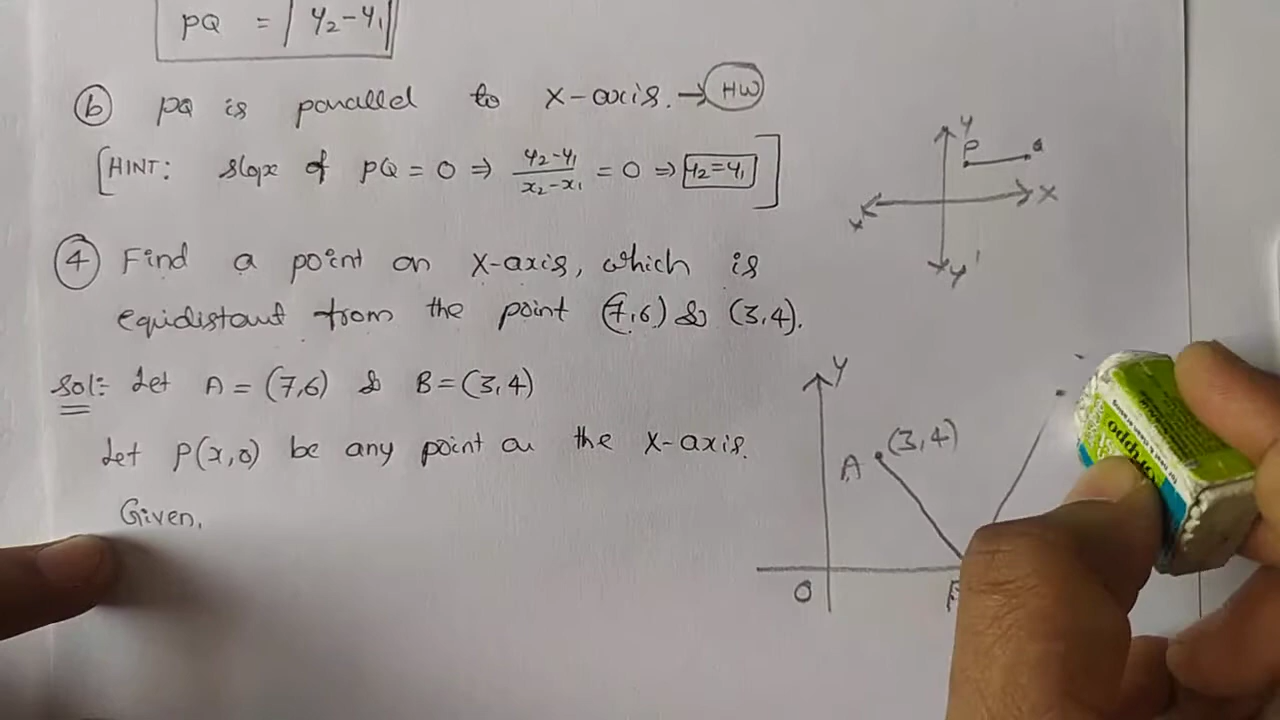 PQ = |y₂-y₁|
ⓑ PQ is parallel to X-axis. → HW
[HINT: slope of PQ = 0 ⇒ y₂-y₁/x₂-x₁ = 0 ⇒ y₂=y₁]
y
P Q
X
x'
y'
④ Find a point on X-axis, which is
equidistant from the point (7,6) & (3,4).
Sol: Let A = (7,6) & B = (3,4)
Let P(x,0) be any point on the X-axis.
Given,
Y
A (3,4)
O P